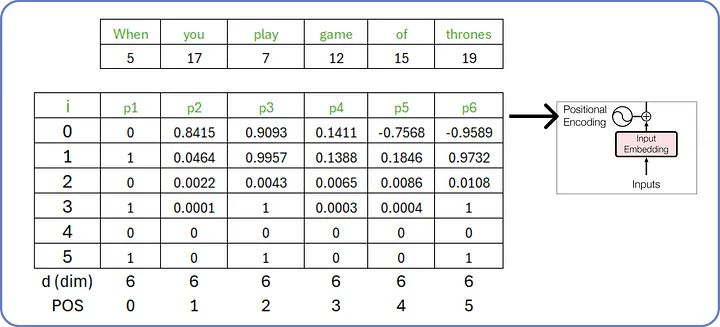 When you play game of thrones
5 17 7 12 15 19
i p1 p2 p3 p4 p5 p6
0 0 0.8415 0.9093 0.1411 -0.7568 -0.9589
1 1 0.0464 0.9957 0.1388 0.1846 0.9732
2 0 0.0022 0.0043 0.0065 0.0086 0.0108
3 1 0.0001 1 0.0003 0.0004 1
4 0 0 0 0 0 0
5 1 0 1 0 0 1
d (dim) 6 6 6 6 6 6
POS 0 1 2 3 4 5
Positional
Encoding
Input
Embedding
Inputs